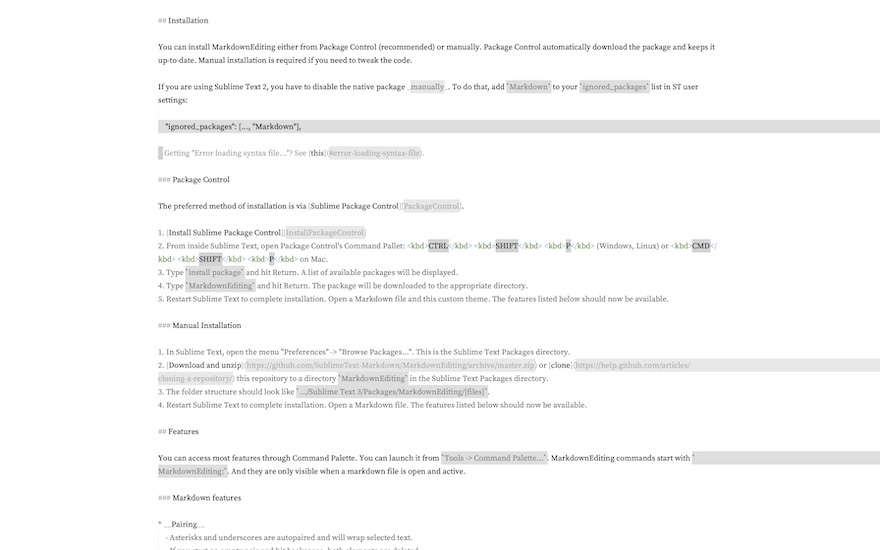 ## Installation
You can install MarkdownEditing either from Package Control (recommended) or manually. Package Control automatically download the package and keeps it
up-to-date. Manual installation is required if you need to tweak the code.
If you are using Sublime Text 2, you have to disable the native package _manually_. To do that, add `Markdown` to your `ignored_packages` list in ST user
settings:
"ignored_packages": [..., "Markdown"],
Getting "Error loading syntax file..."? See [this](#error-loading-syntax-file).
### Package Control
The preferred method of installation is via [Sublime Package Control][PackageControl].
1. [Install Sublime Package Control][InstallPackageControl]
2. From inside Sublime Text, open Package Control's Command Pallet: <kbd>CTRL</kbd> <kbd>SHIFT</kbd> <kbd>P</kbd> (Windows, Linux) or <kbd>CMD</
kbd> <kbd>SHIFT</kbd> <kbd>P</kbd> on Mac.
3. Type `install package` and hit Return. A list of available packages will be displayed.
4. Type `MarkdownEditing` and hit Return. The package will be downloaded to the appropriate directory.
5. Restart Sublime Text to complete installation. Open a Markdown file and this custom theme. The features listed below should now be available.
### Manual Installation
1. In Sublime Text, open the menu "Preferences" -> "Browse Packages...". This is the Sublime Text Packages directory.
2. [Download and unzip](https://github.com/SublimeText-Markdown/MarkdownEditing/archive/master.zip) or [clone](https://help.github.com/articles/
cloning-a-repository/) this repository to a directory `MarkdownEditing` in the Sublime Text Packages directory.
3. The folder structure should look like `.../Sublime Text 3/Packages/MarkdownEditing/[files]`.
4. Restart Sublime Text to complete installation. Open a Markdown file. The features listed below should now be available.
## Features
You can access most features through Command Palette. You can launch it from `Tools -> Command Palette...`. MarkdownEditing commands start with `
MarkdownEditing:`. And they are only visible when a markdown file is open and active.
### Markdown features
* __Pairing__
- Asterisks and underscores are autopaired and will wrap selected text.